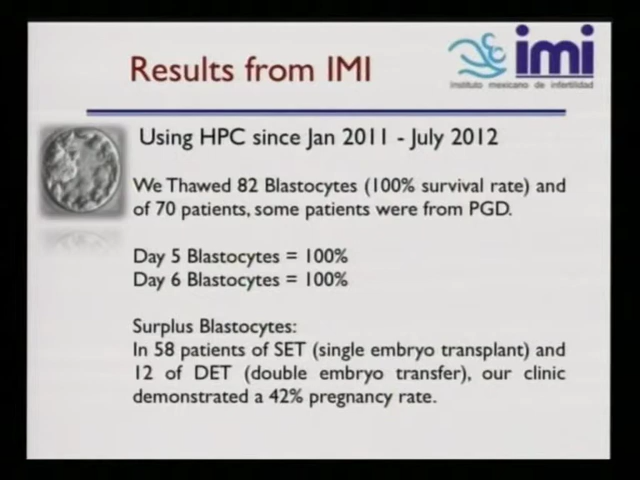 imi
instituto mexicano de infertilidad
Results from IMI
Using HPC since Jan 2011 - July 2012
We Thawed 82 Blastocytes (100% survival rate) and
of 70 patients, some patients were from PGD.
Day 5 Blastocytes = 100%
Day 6 Blastocytes = 100%
Surplus Blastocytes:
In 58 patients of SET (single embryo transplant) and
12 of DET (double embryo transfer), our clinic
demonstrated a 42% pregnancy rate.